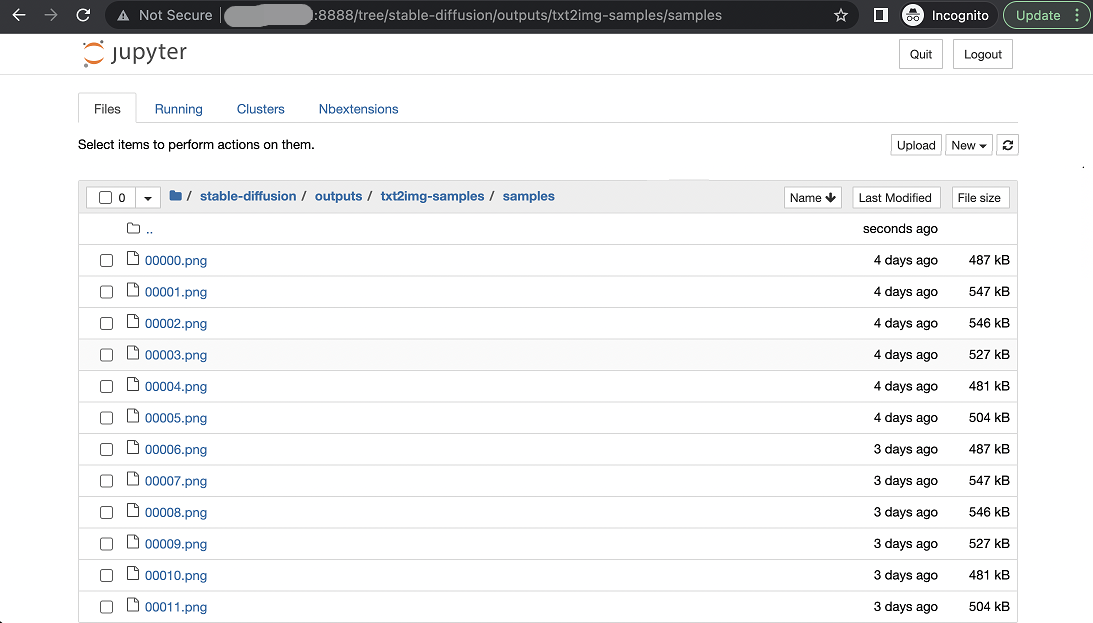 Not Secure :8888/tree/stable-diffusion/outputs/txt2img-samples/samples Incognito Update
jupyter Quit Logout
Files Running Clusters Nbextensions
Select items to perform actions on them. Upload New
0 / stable-diffusion / outputs / txt2img-samples / samples Name Last Modified File size
.. seconds ago
00000.png 4 days ago 487 kB
00001.png 4 days ago 547 kB
00002.png 4 days ago 546 kB
00003.png 4 days ago 527 kB
00004.png 4 days ago 481 kB
00005.png 4 days ago 504 kB
00006.png 3 days ago 487 kB
00007.png 3 days ago 547 kB
00008.png 3 days ago 546 kB
00009.png 3 days ago 527 kB
00010.png 3 days ago 481 kB
00011.png 3 days ago 504 kB